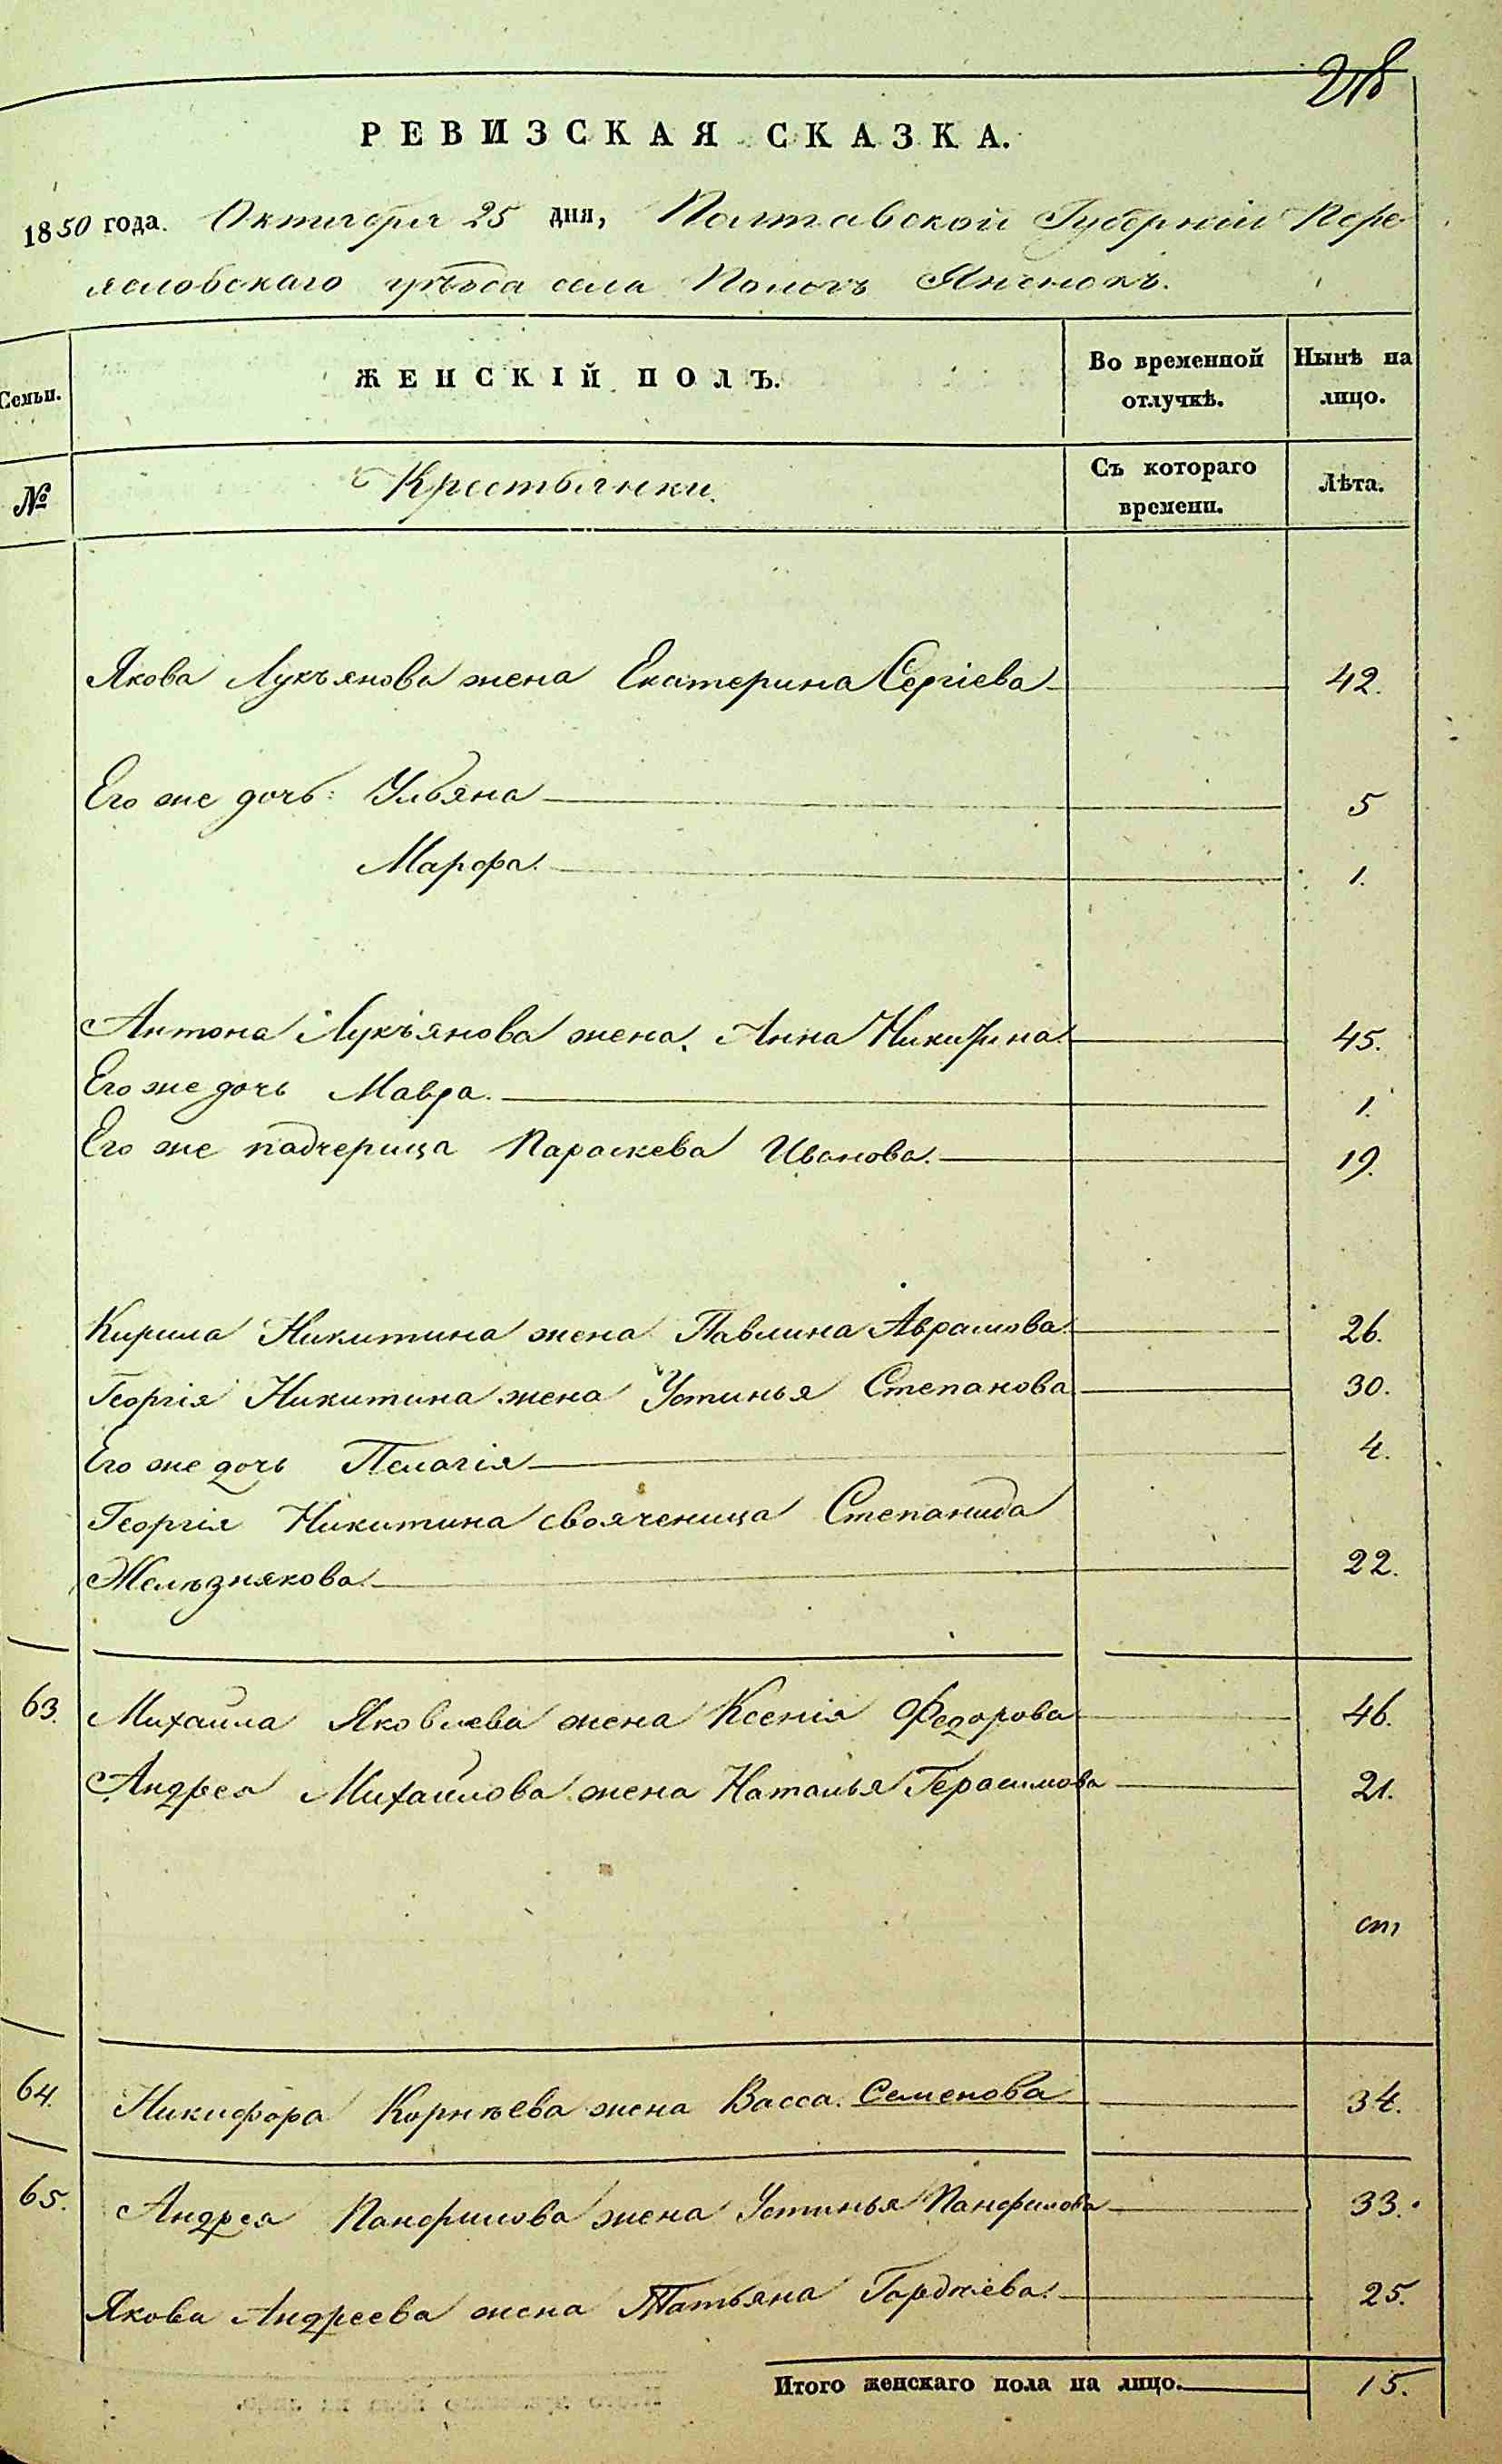 218
РЕВИЗСКАЯ СКАЗКА.
1850 года. Октября 25 дня, Полтавской Губерніи Пере-
яславскаго уѣзда села Пологъ Яненокъ.
Семьи.
ЖЕНСКІЙ ПОЛЪ.
Во временной отлучкѣ.
Нынѣ на лицо.
№
Крестьянки.
Съ котораго времени.
Лѣта.
Якова Лукъянова жена Екатерина Сергіева 42.
Его же дочь: Ульяна 5
Марфа. 1.
Антона Лукъянова жена. Анна Никитина 45.
Его же дочь Мавра. 1.
Его же падчерица Параскева Иванова. 19.
Кирила Никитина жена Павлина Аврамова. 26.
Георгія Никитина жена Устинья Степанова 30.
Его же дочь Пелагія 4.
Георгія Никитина свояченица Степанида
Желѣзнякова. 22.
63. Михаила Яковлева жена Ксенія Федорова 46.
Андрея Михайлова жена Наталья Герасимова 21.
64. Никифора Корнѣева жена Васса Семенова 34.
65. Андрея Панфилова жена Устинья Панфилова 33.
Якова Андреева жена Татьяна Гордѣева. 25.
Итого женскаго пола на лицо. 15.